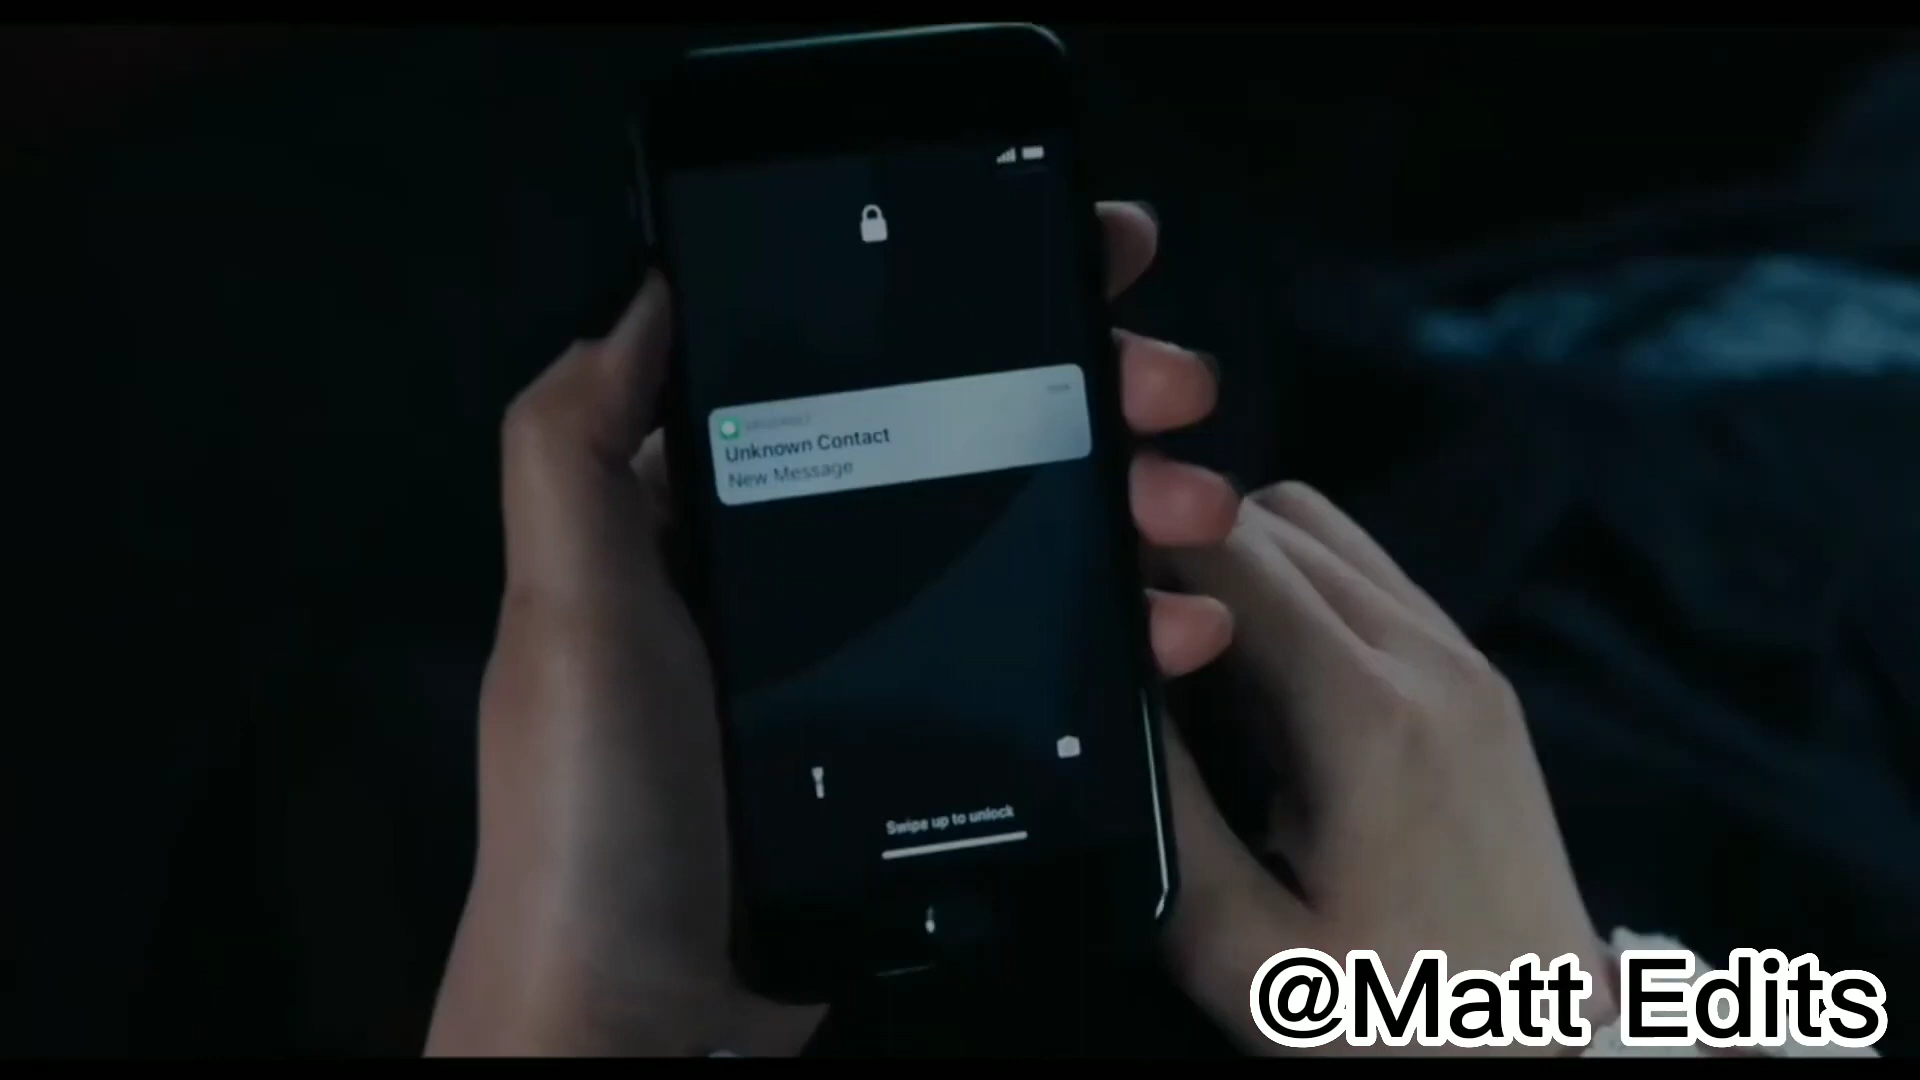 Unknown Contact
New Message
Swipe up to unlock
@Matt Edits